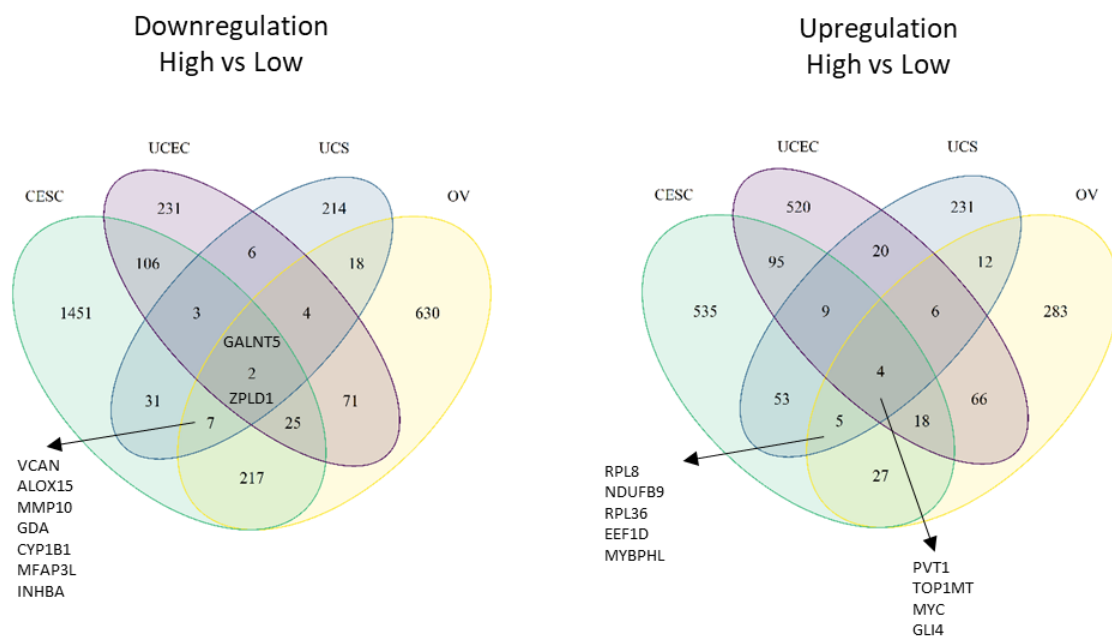 Downregulation
High vs Low
UCEC
UCS
CESC
OV
231
214
6
106
18
1451
3
4
630
GALNT5
2
ZPLD1
31
71
7
25
217
VCAN
ALOX15
MMP10
GDA
CYP1B1
MFAP3L
INHBA
Upregulation
High vs Low
UCEC
UCS
CESC
OV
520
231
20
95
12
535
9
6
283
4
53
66
5
18
27
RPL8
NDUFB9
RPL36
EEF1D
MYBPHL
PVT1
TOP1MT
MYC
GLI4